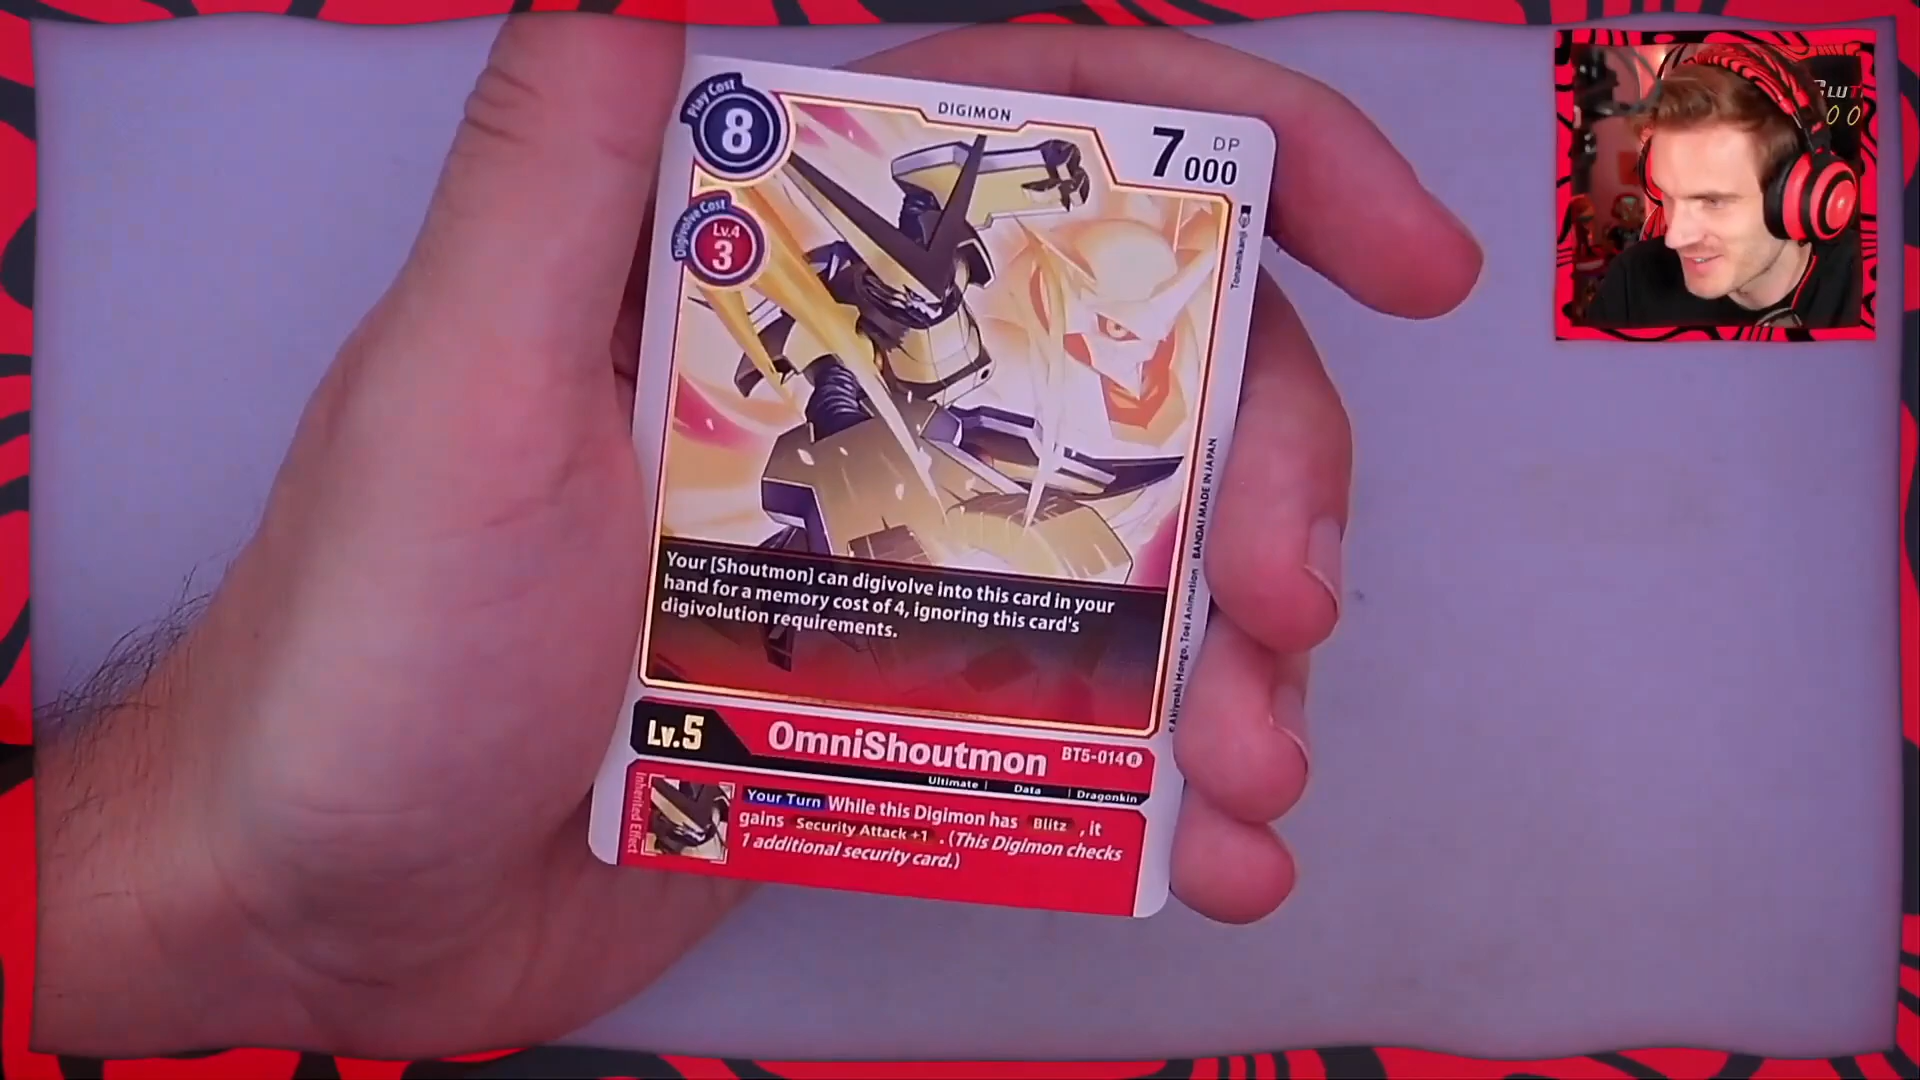 Play Cost
8
DIGIMON
DP
7000
Digivolve Cost
Lv.4
3
Tonamikanji
Your [Shoutmon] can digivolve into this card in your
hand for a memory cost of 4, ignoring this card's
digivolution requirements.
© Akiyoshi Hongo, Toei Animation BANDAI MADE IN JAPAN
Lv.5
OmniShoutmon
BT5-014 R
Ultimate | Data | Dragonkin
Inherited Effect
Your Turn While this Digimon has Blitz , it
gains Security Attack +1 . (This Digimon checks
1 additional security card.)